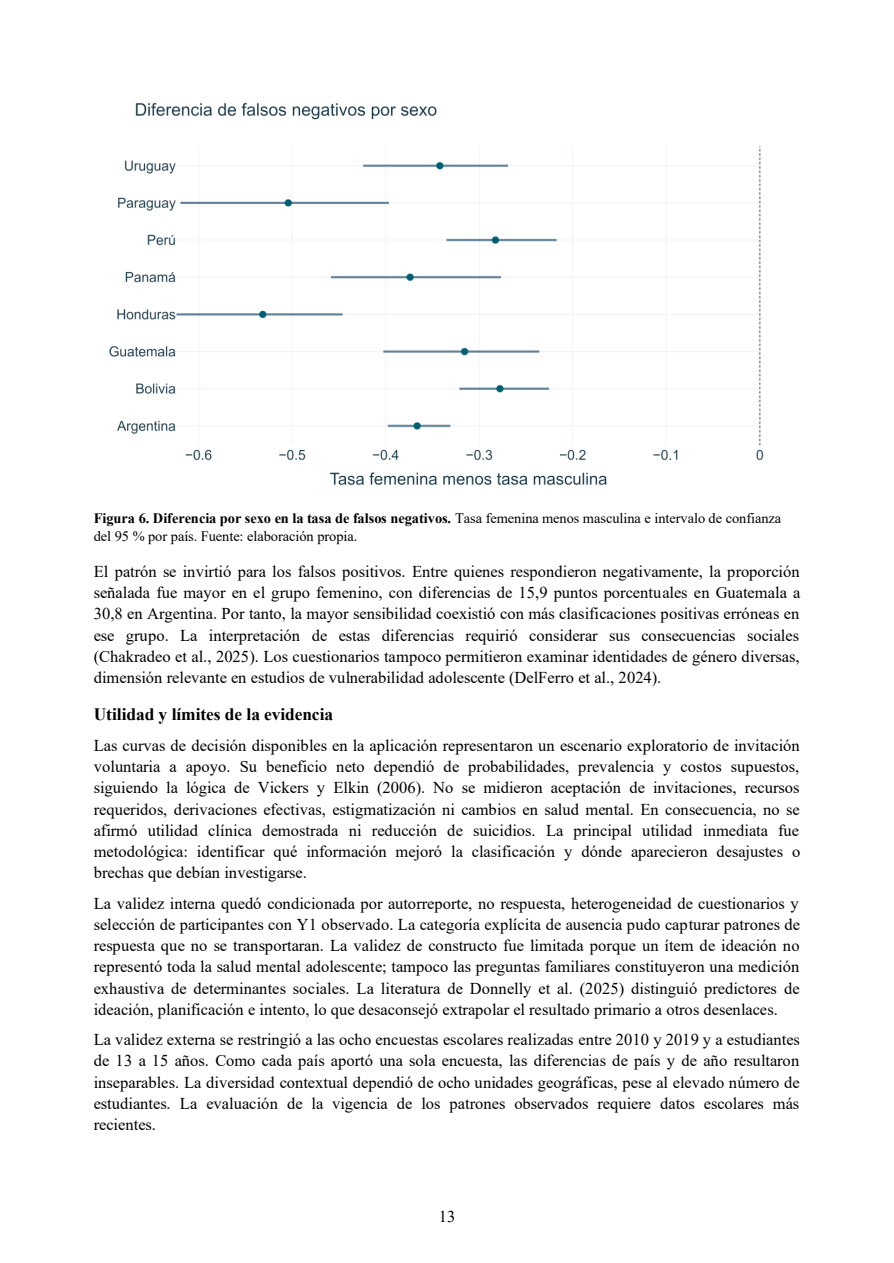 Diferencia de falsos negativos por sexo
Uruguay
Paraguay
Perú
Panamá
Honduras
Guatemala
Bolivia
Argentina
−0.6 −0.5 −0.4 −0.3 −0.2 −0.1 0
Tasa femenina menos tasa masculina
Figura 6. Diferencia por sexo en la tasa de falsos negativos. Tasa femenina menos masculina e intervalo de confianza
del 95 % por país. Fuente: elaboración propia.
El patrón se invirtió para los falsos positivos. Entre quienes respondieron negativamente, la proporción
señalada fue mayor en el grupo femenino, con diferencias de 15,9 puntos porcentuales en Guatemala a
30,8 en Argentina. Por tanto, la mayor sensibilidad coexistió con más clasificaciones positivas erróneas en
ese grupo. La interpretación de estas diferencias requirió considerar sus consecuencias sociales
(Chakradeo et al., 2025). Los cuestionarios tampoco permitieron examinar identidades de género diversas,
dimensión relevante en estudios de vulnerabilidad adolescente (DelFerro et al., 2024).
Utilidad y límites de la evidencia
Las curvas de decisión disponibles en la aplicación representaron un escenario exploratorio de invitación
voluntaria a apoyo. Su beneficio neto dependió de probabilidades, prevalencia y costos supuestos,
siguiendo la lógica de Vickers y Elkin (2006). No se midieron aceptación de invitaciones, recursos
requeridos, derivaciones efectivas, estigmatización ni cambios en salud mental. En consecuencia, no se
afirmó utilidad clínica demostrada ni reducción de suicidios. La principal utilidad inmediata fue
metodológica: identificar qué información mejoró la clasificación y dónde aparecieron desajustes o
brechas que debían investigarse.
La validez interna quedó condicionada por autorreporte, no respuesta, heterogeneidad de cuestionarios y
selección de participantes con Y1 observado. La categoría explícita de ausencia pudo capturar patrones de
respuesta que no se transportaran. La validez de constructo fue limitada porque un ítem de ideación no
representó toda la salud mental adolescente; tampoco las preguntas familiares constituyeron una medición
exhaustiva de determinantes sociales. La literatura de Donnelly et al. (2025) distinguió predictores de
ideación, planificación e intento, lo que desaconsejó extrapolar el resultado primario a otros desenlaces.
La validez externa se restringió a las ocho encuestas escolares realizadas entre 2010 y 2019 y a estudiantes
de 13 a 15 años. Como cada país aportó una sola encuesta, las diferencias de país y de año resultaron
inseparables. La diversidad contextual dependió de ocho unidades geográficas, pese al elevado número de
estudiantes. La evaluación de la vigencia de los patrones observados requiere datos escolares más
recientes.
13